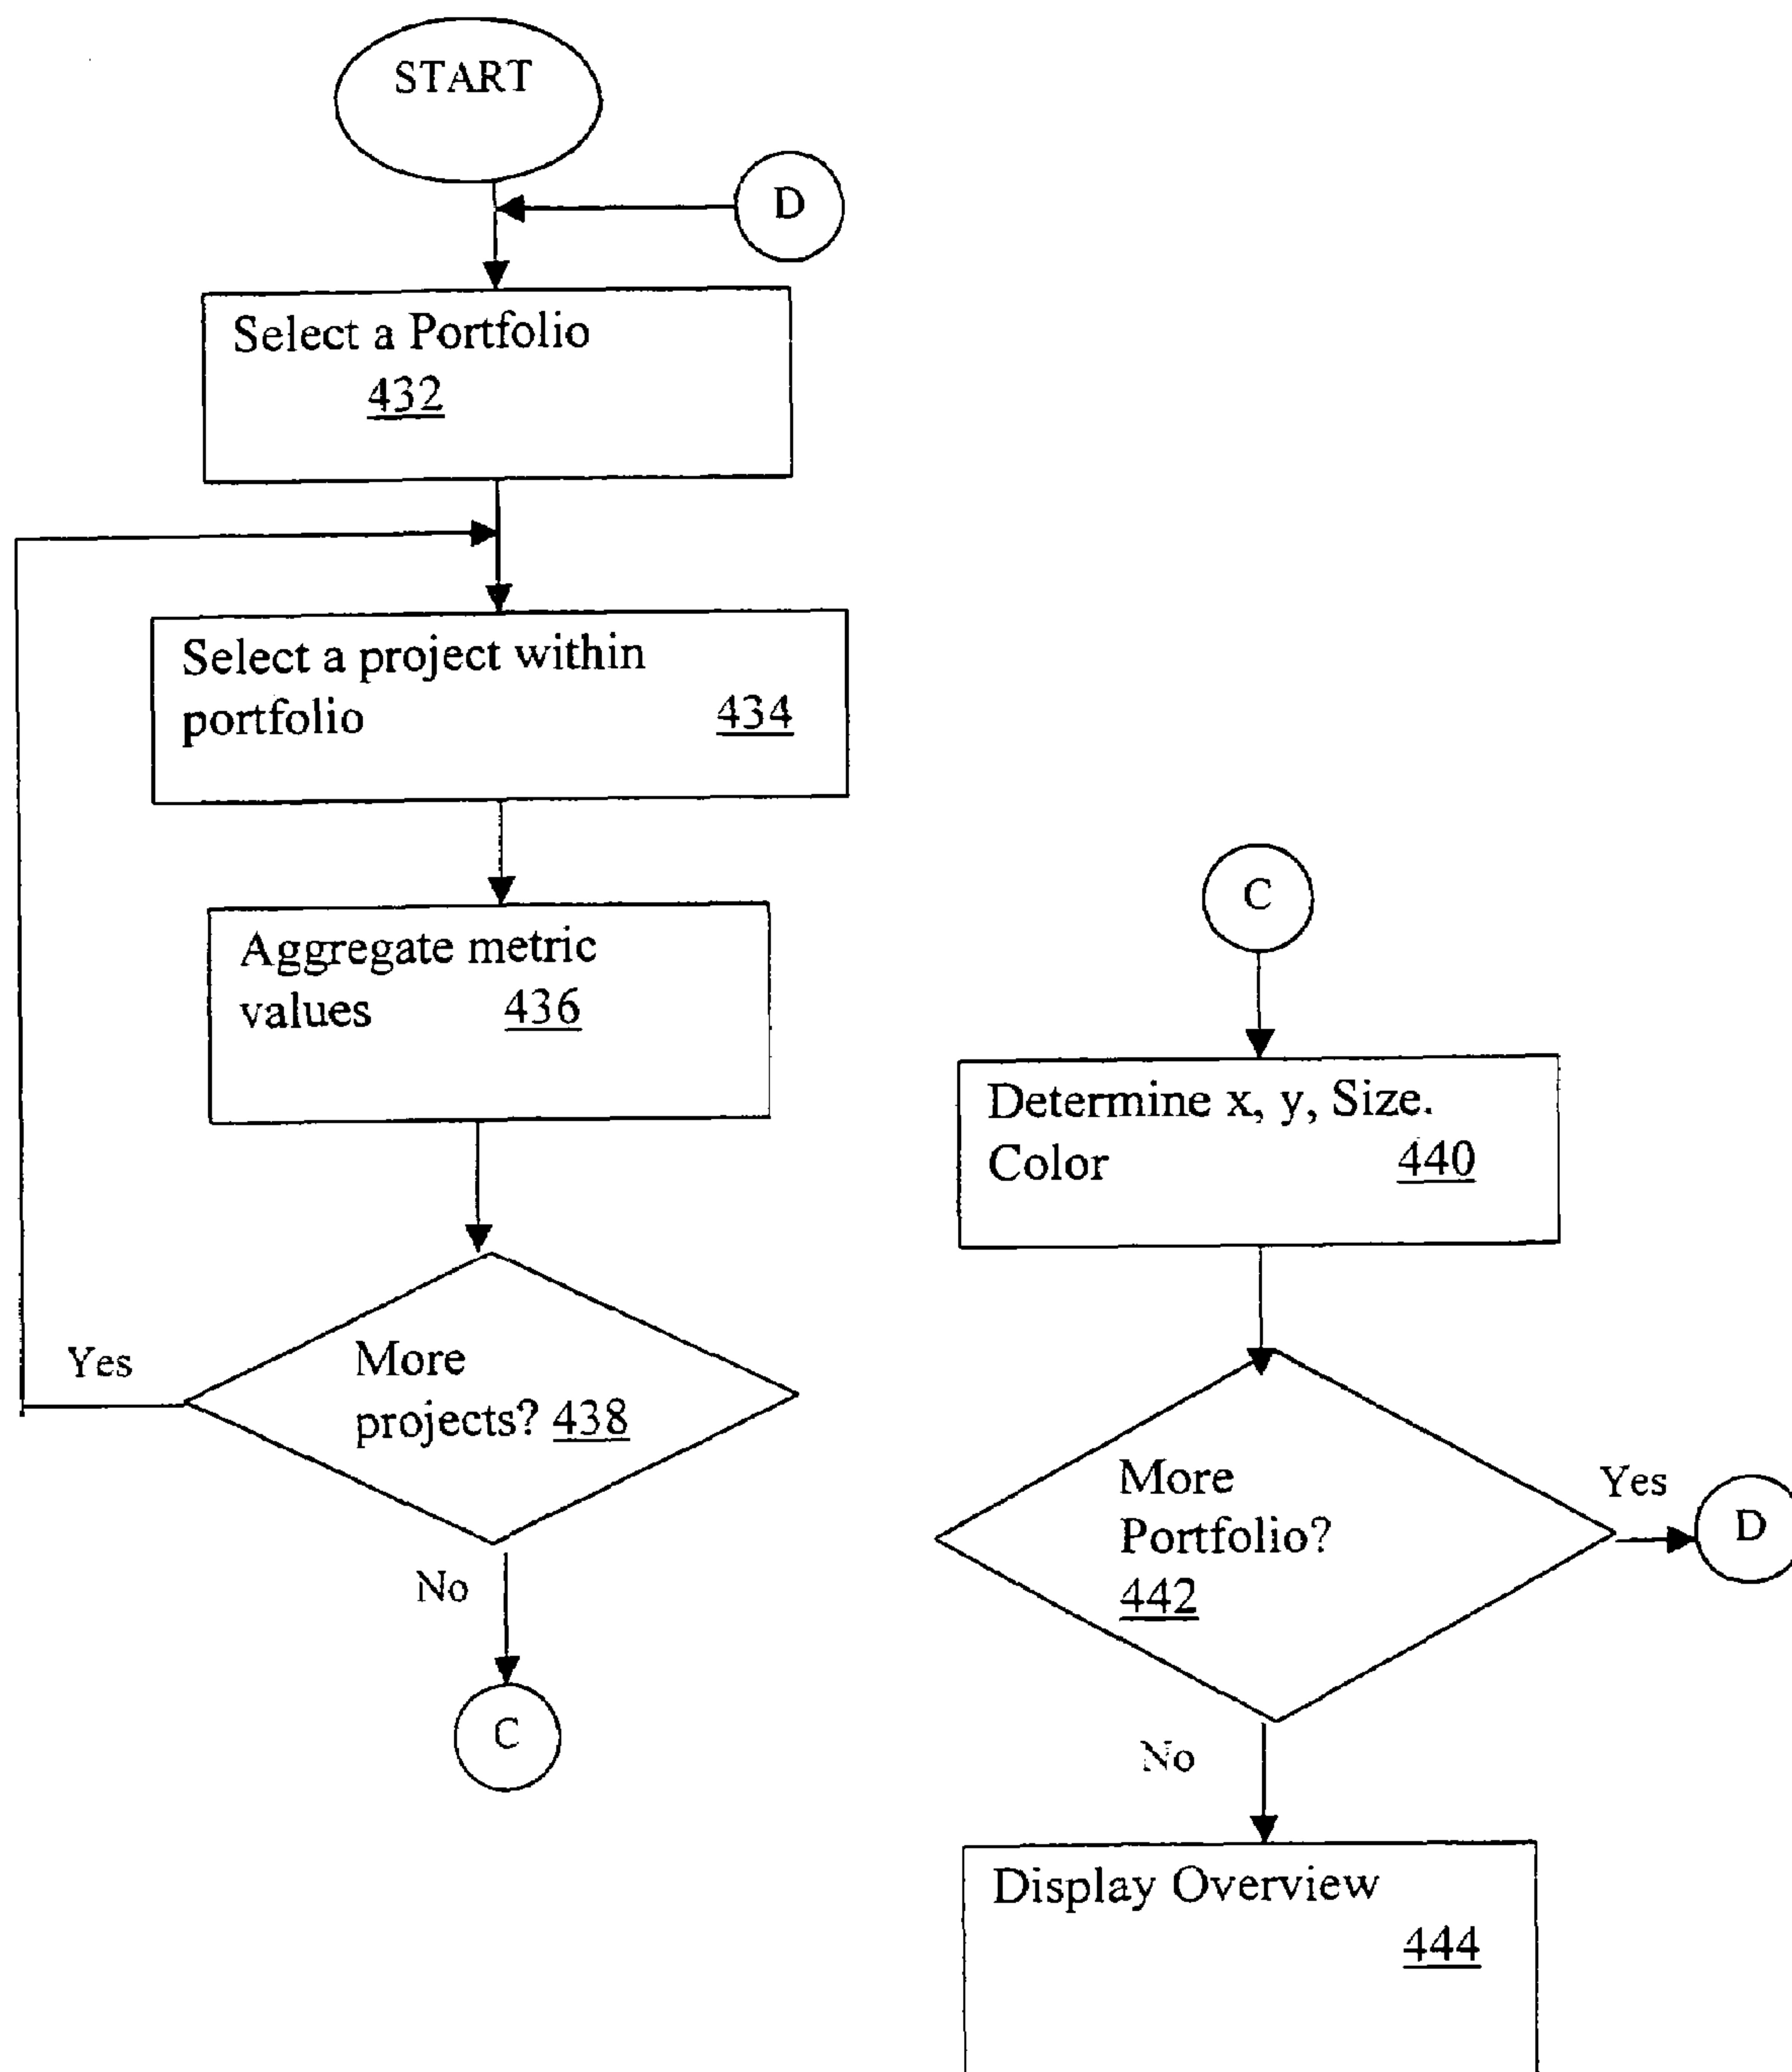 START
D
Select a Portfolio
432
Select a project within
portfolio 434
Aggregate metric
values 436
More
projects? 438
Yes
No
C
C
Determine x, y, Size.
Color 440
More
Portfolio?
442
Yes
D
No
Display Overview
444